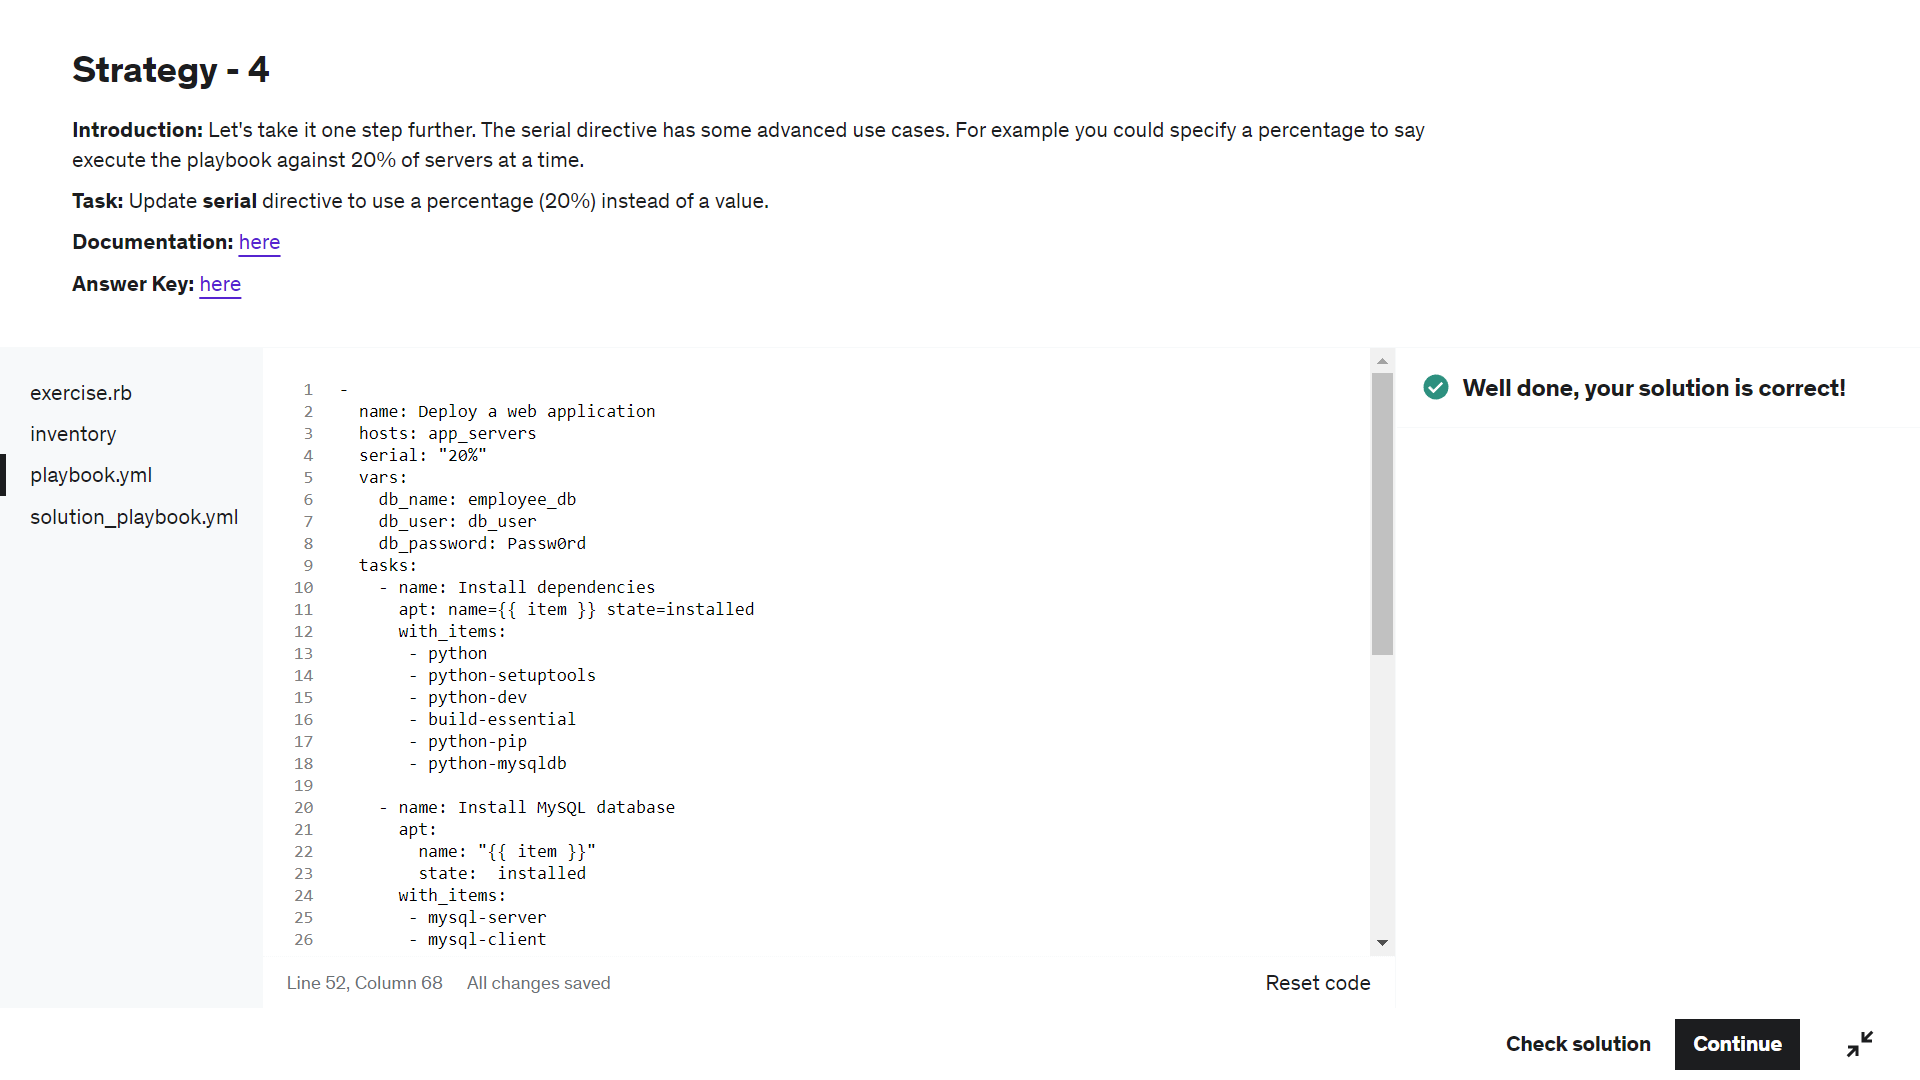 Strategy - 4
Introduction: Let's take it one step further. The serial directive has some advanced use cases. For example you could specify a percentage to say
execute the playbook against 20% of servers at a time.
Task: Update serial directive to use a percentage (20%) instead of a value.
Documentation: here
Answer Key: here
exercise.rb
inventory
playbook.yml
solution_playbook.yml
1 -
2   name: Deploy a web application
3   hosts: app_servers
4   serial: "20%"
5   vars:
6     db_name: employee_db
7     db_user: db_user
8     db_password: Passw0rd
9   tasks:
10     - name: Install dependencies
11       apt: name={{ item }} state=installed
12       with_items:
13        - python
14        - python-setuptools
15        - python-dev
16        - build-essential
17        - python-pip
18        - python-mysqldb
19
20     - name: Install MySQL database
21       apt:
22         name: "{{ item }}"
23         state:  installed
24       with_items:
25        - mysql-server
26        - mysql-client
Line 52, Column 68 All changes saved
Reset code
Well done, your solution is correct!
Check solution
Continue